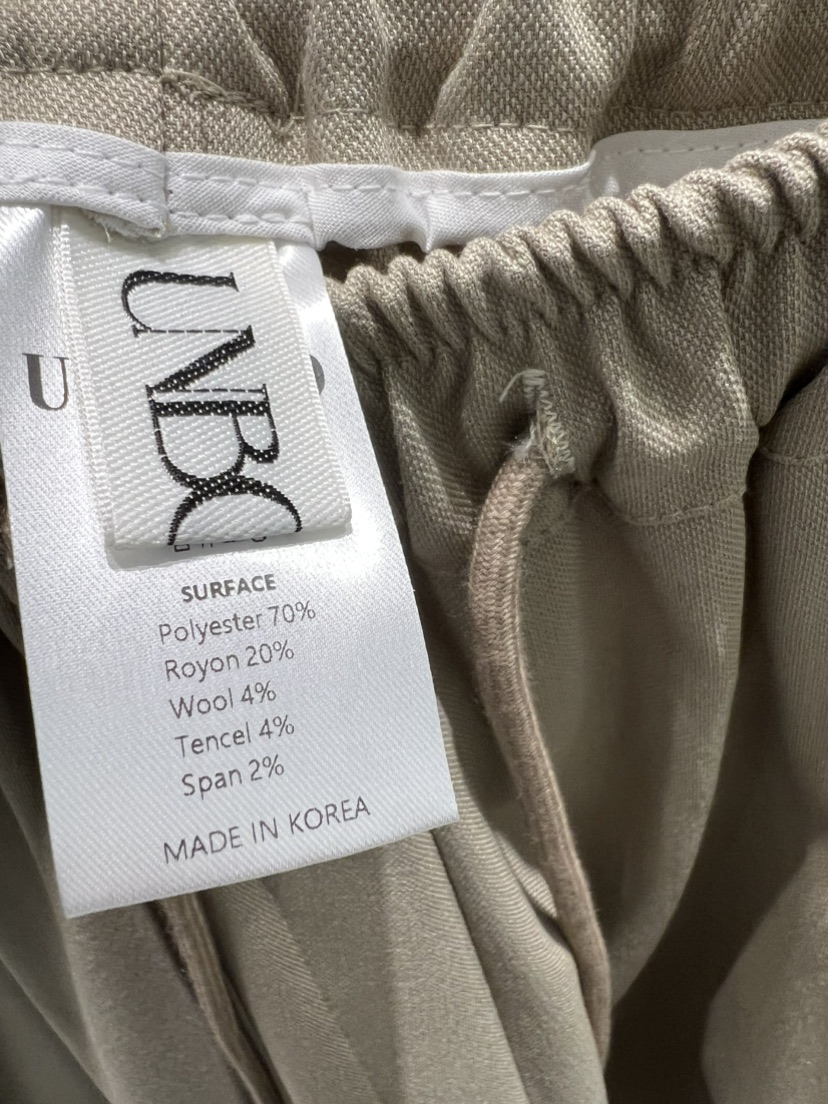 UNBC
U
SURFACE
Polyester 70%
Royon 20%
Wool 4%
Tencel 4%
Span 2%
MADE IN KOREA